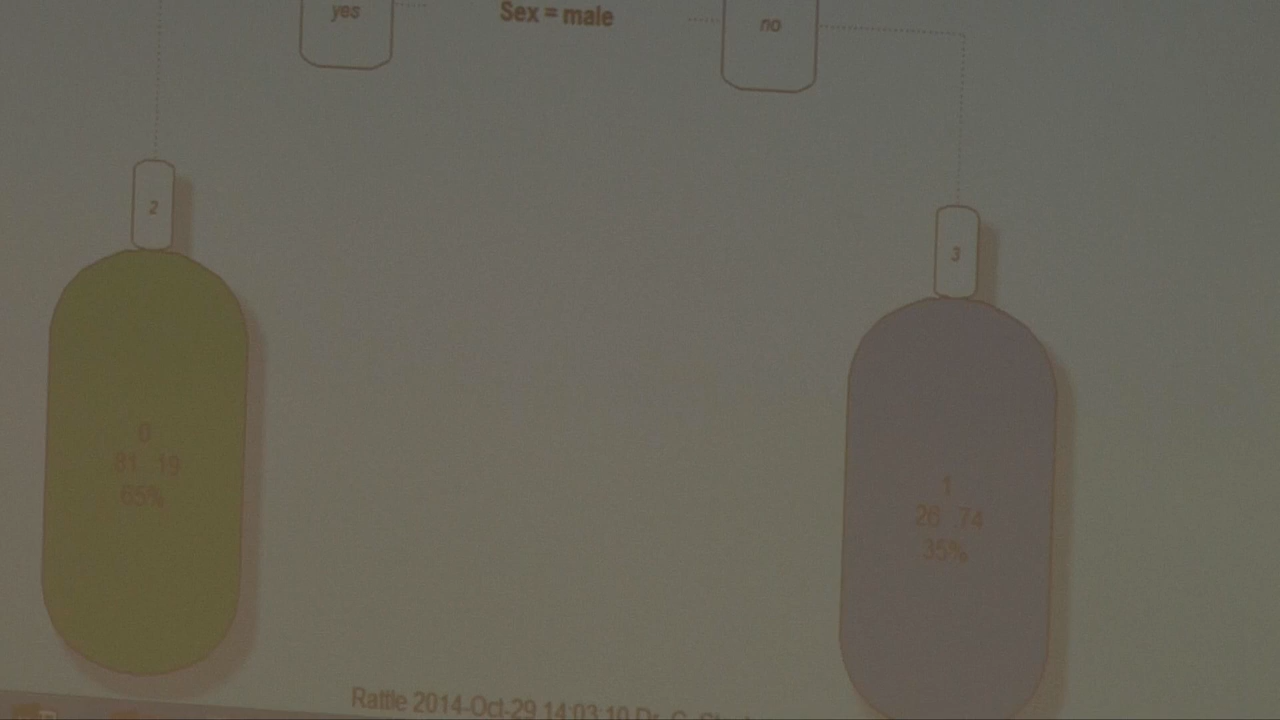 yes
Sex = male
no
2
3
0
.81 .19
65%
1
.26 .74
35%
Rattle 2014-Oct-29 14:03:10